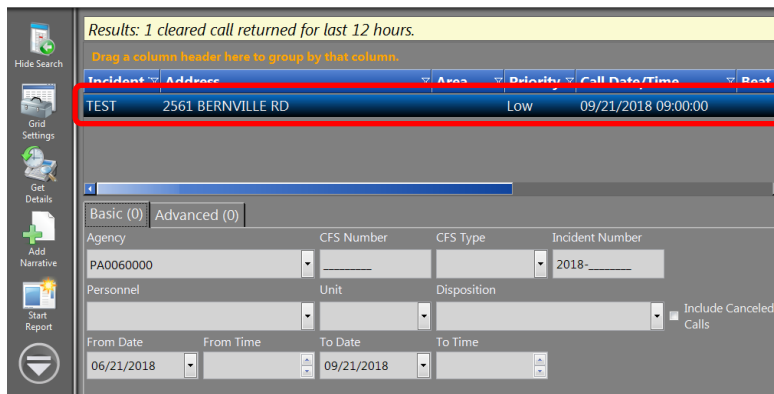 Results: 1 cleared call returned for last 12 hours.
Hide Search
Drag a column header here to group by that column.
Incident Address Area Priority Call Date/Time Beat
TEST 2561 BERNVILLE RD Low 09/21/2018 09:00:00
Grid
Settings
Get
Details
Basic (0) Advanced (0)
Agency CFS Number CFS Type Incident Number
PA0060000 _________ 2018-________
Add
Narrative
Personnel Unit Disposition
Include Canceled
Calls
Start
Report
From Date From Time To Date To Time
06/21/2018 09/21/2018